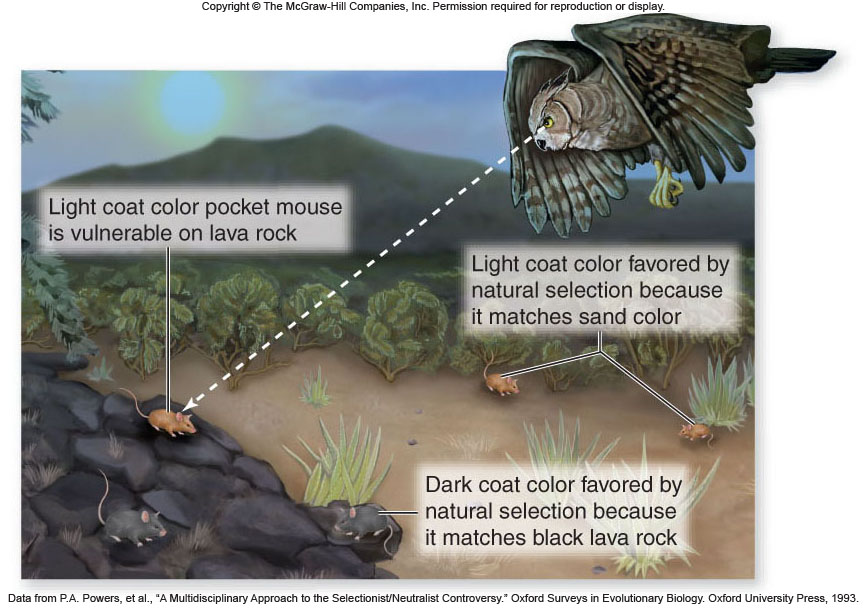 Copyright © The McGraw-Hill Companies, Inc. Permission required for reproduction or display.
Light coat color pocket mouse
is vulnerable on lava rock
Light coat color favored by
natural selection because
it matches sand color
Dark coat color favored by
natural selection because
it matches black lava rock
Data from P.A. Powers, et al., “A Multidisciplinary Approach to the Selectionist/Neutralist Controversy.” Oxford Surveys in Evolutionary Biology. Oxford University Press, 1993.